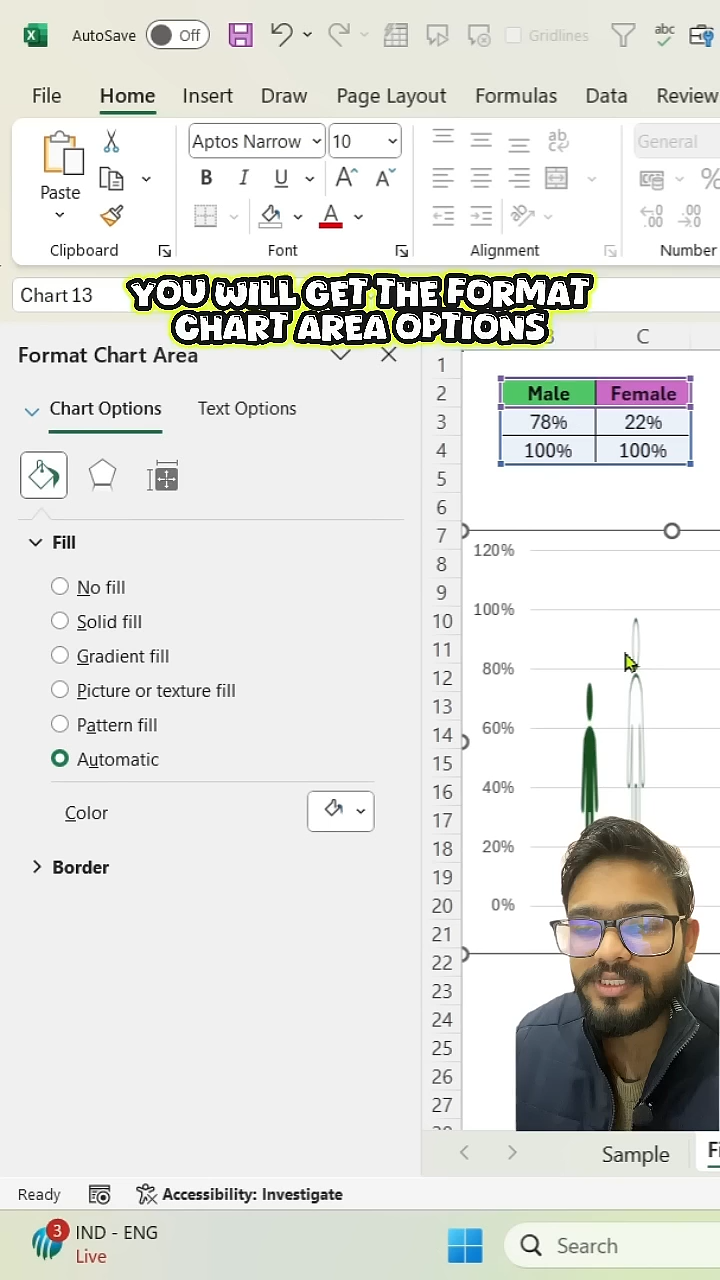 AutoSave Off Gridlines abc
File Home Insert Draw Page Layout Formulas Data Review
Paste
Aptos Narrow 10
B I U A A
ab
General
A
%
Clipboard Font Alignment Number
Chart 13
YOU WILL GET THE FORMAT
CHART AREA OPTIONS
Format Chart Area
Chart Options Text Options
Fill
No fill
Solid fill
Gradient fill
Picture or texture fill
Pattern fill
Automatic
Color
Border
C
1
2 Male Female
3 78% 22%
4 100% 100%
5
6
7
120%
8
9
100%
10
11
80%
12
13
60%
14
15
40%
16
17
20%
18
19
0%
20
21
22
23
24
25
26
27
Sample
Ready Accessibility: Investigate
3 IND - ENG
Live
Search